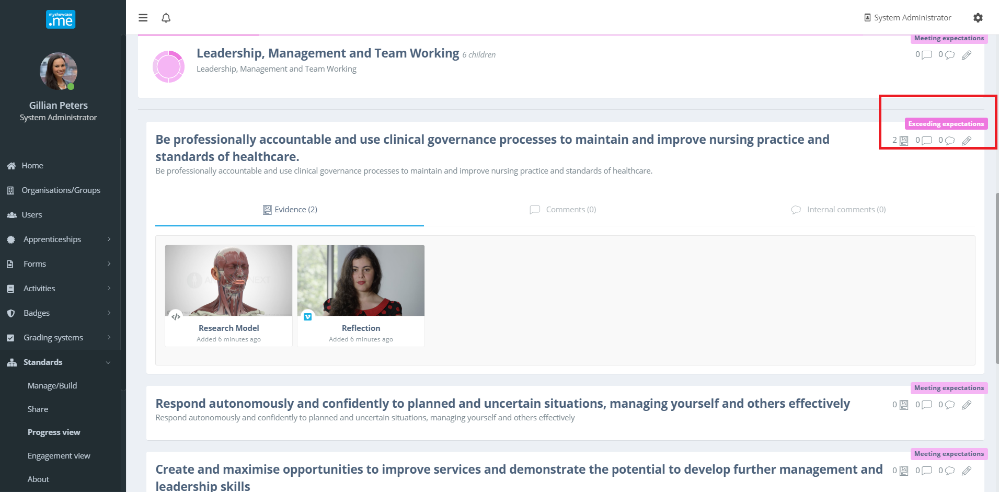 myshowcase
.me
System Administrator
Gillian Peters
System Administrator
Home
Organisations/Groups
Users
Apprenticeships
Forms
Activities
Badges
Grading systems
Standards
Manage/Build
Share
Progress view
Engagement view
About
Meeting expectations
Leadership, Management and Team Working 6 children
0 0
Leadership, Management and Team Working
Exceeding expectations
2 0 0
Be professionally accountable and use clinical governance processes to maintain and improve nursing practice and
standards of healthcare.
Be professionally accountable and use clinical governance processes to maintain and improve nursing practice and standards of healthcare.
Evidence (2) Comments (0) Internal comments (0)
Research Model
Added 6 minutes ago
Reflection
Added 6 minutes ago
Meeting expectations
Respond autonomously and confidently to planned and uncertain situations, managing yourself and others effectively
0 0 0
Respond autonomously and confidently to planned and uncertain situations, managing yourself and others effectively
Meeting expectations
Create and maximise opportunities to improve services and demonstrate the potential to develop further management and
0 0 0
leadership skills